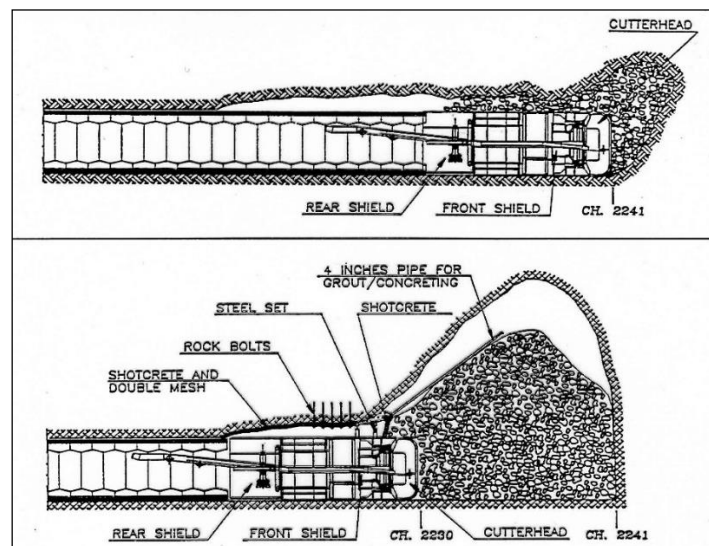 CUTTERHEAD
REAR SHIELD
FRONT SHIELD
CH. 2241
4 INCHES PIPE FOR
GROUT/CONCRETING
STEEL SET
SHOTCRETE
ROCK BOLTS
SHOTCRETE AND
DOUBLE MESH
REAR SHIELD
FRONT SHIELD
CH. 2230
CUTTERHEAD
CH. 2241